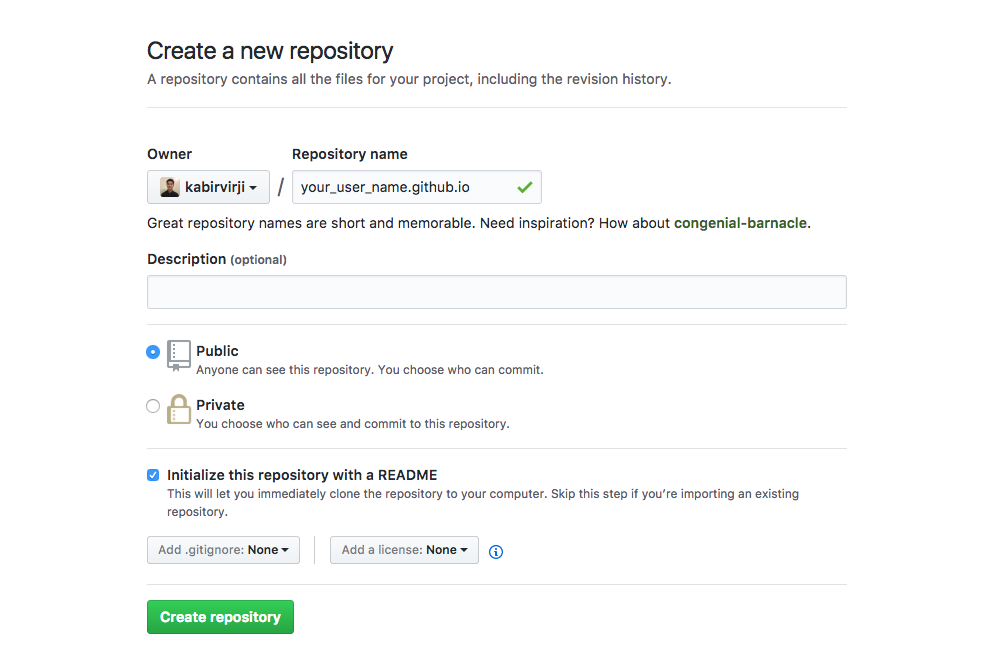 Create a new repository
A repository contains all the files for your project, including the revision history.
Owner
Repository name
kabirvirji
/
your_user_name.github.io
Great repository names are short and memorable. Need inspiration? How about congenial-barnacle.
Description (optional)
Public
Anyone can see this repository. You choose who can commit.
Private
You choose who can see and commit to this repository.
Initialize this repository with a README
This will let you immediately clone the repository to your computer. Skip this step if you’re importing an existing
repository.
Add .gitignore: None
Add a license: None
Create repository